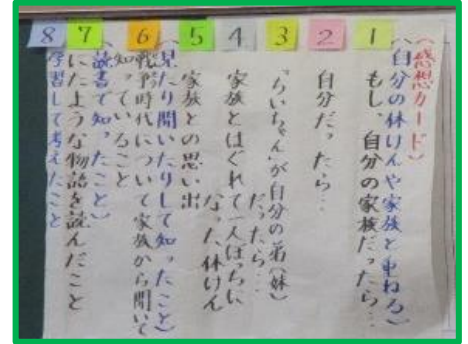 （感想カード）
（自分の体けんや家族と重ねる）
1
もし、自分の家族だったら…
2
自分だったら…
3
「ちいちゃん」が自分の弟（妹）
だったら…
4
家族とはぐれて一人ぼっちに
なった体けん
5
家族との思い出
（見たり聞いたりして知ったこと）
6
戦争時代について家族から聞いて
知っていること
（読書で知ったこと）
7
にたような物語を読んだこと
8
学習して考えたこと